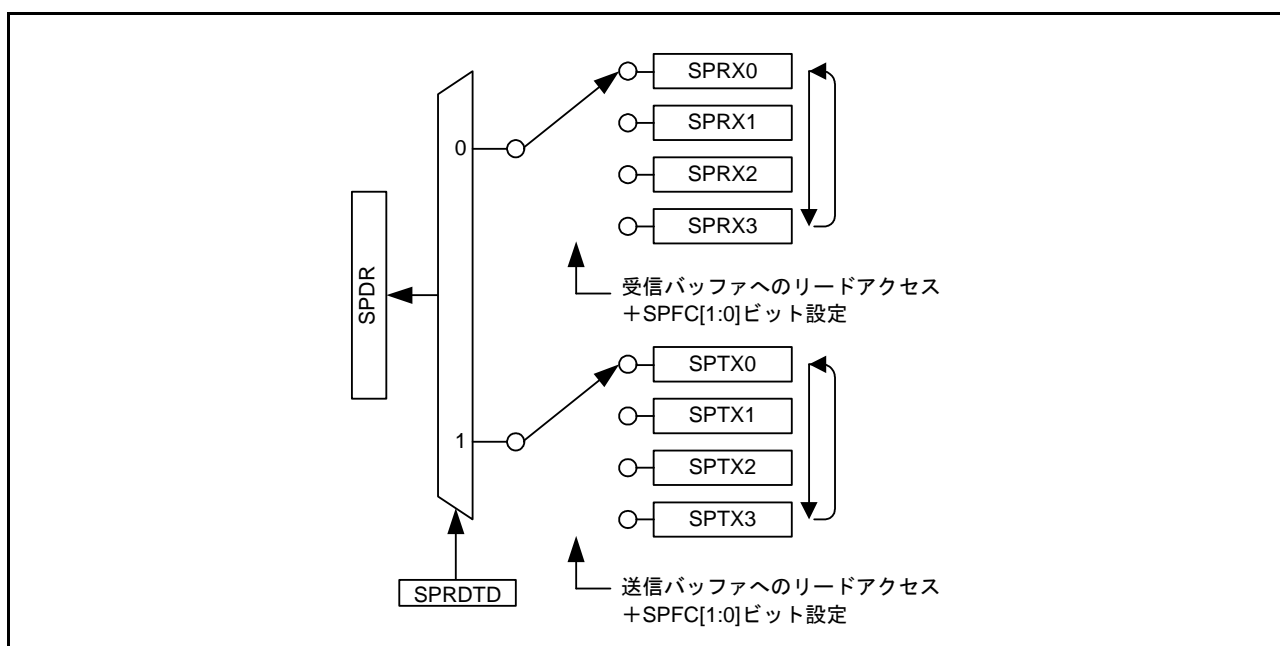 SPRX0
SPRX1
0
SPRX2
SPRX3
SPDR
受信バッファへのリードアクセス
+SPFC[1:0]ビット設定
SPTX0
SPTX1
1
SPTX2
SPTX3
SPRDTD
送信バッファへのリードアクセス
+SPFC[1:0]ビット設定